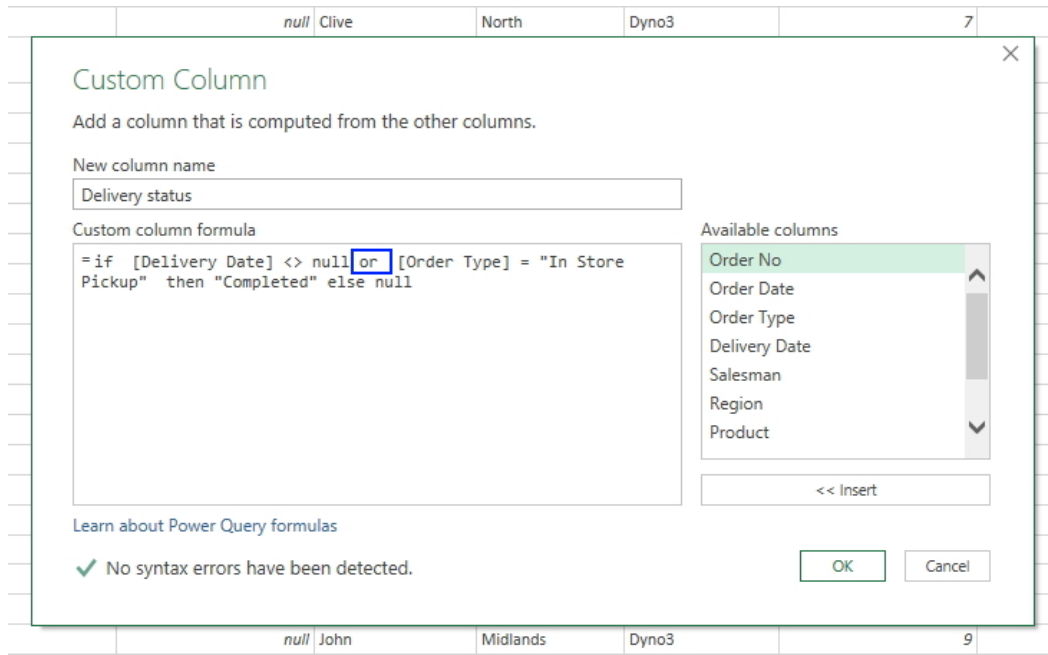 null Clive North Dyno3 7
Custom Column
Add a column that is computed from the other columns.
New column name
Delivery status
Custom column formula
=if  [Delivery Date] <> null or  [Order Type] = "In Store
Pickup"  then "Completed" else null
Available columns
Order No
Order Date
Order Type
Delivery Date
Salesman
Region
Product
<< Insert
Learn about Power Query formulas
No syntax errors have been detected.
OK
Cancel
null John Midlands Dyno3 9